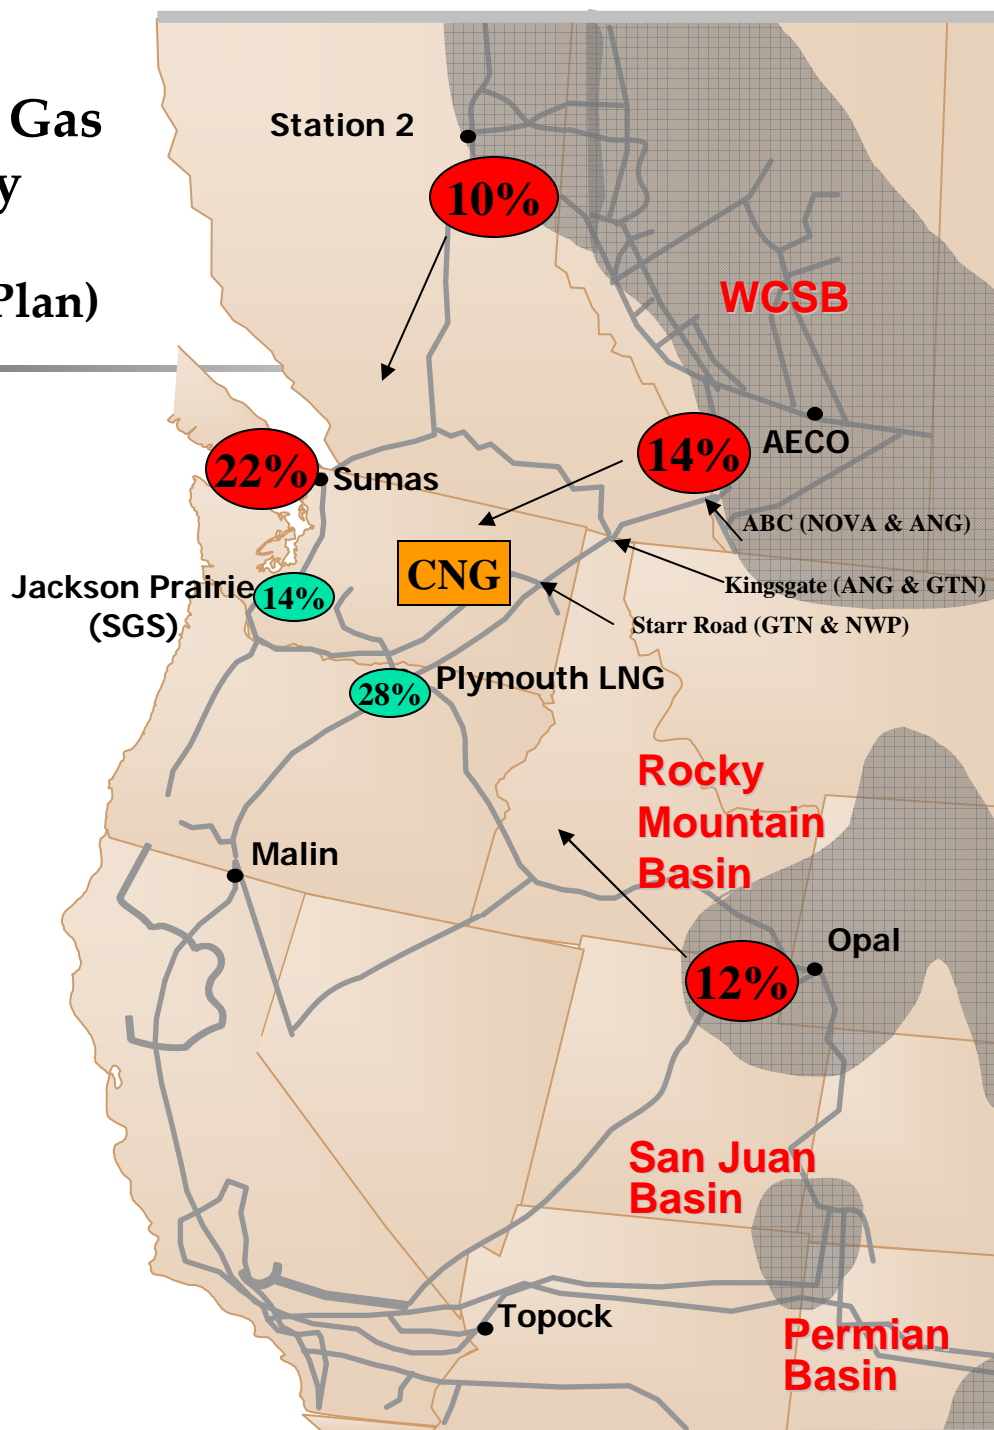 Gas
y
Plan)
Station 2
10%
WCSB
AECO
14%
22%
Sumas
ABC (NOVA & ANG)
CNG
Kingsgate (ANG & GTN)
Jackson Prairie
(SGS)
14%
Starr Road (GTN & NWP)
Plymouth LNG
28%
Rocky
Mountain
Basin
Malin
Opal
12%
San Juan
Basin
Topock
Permian
Basin